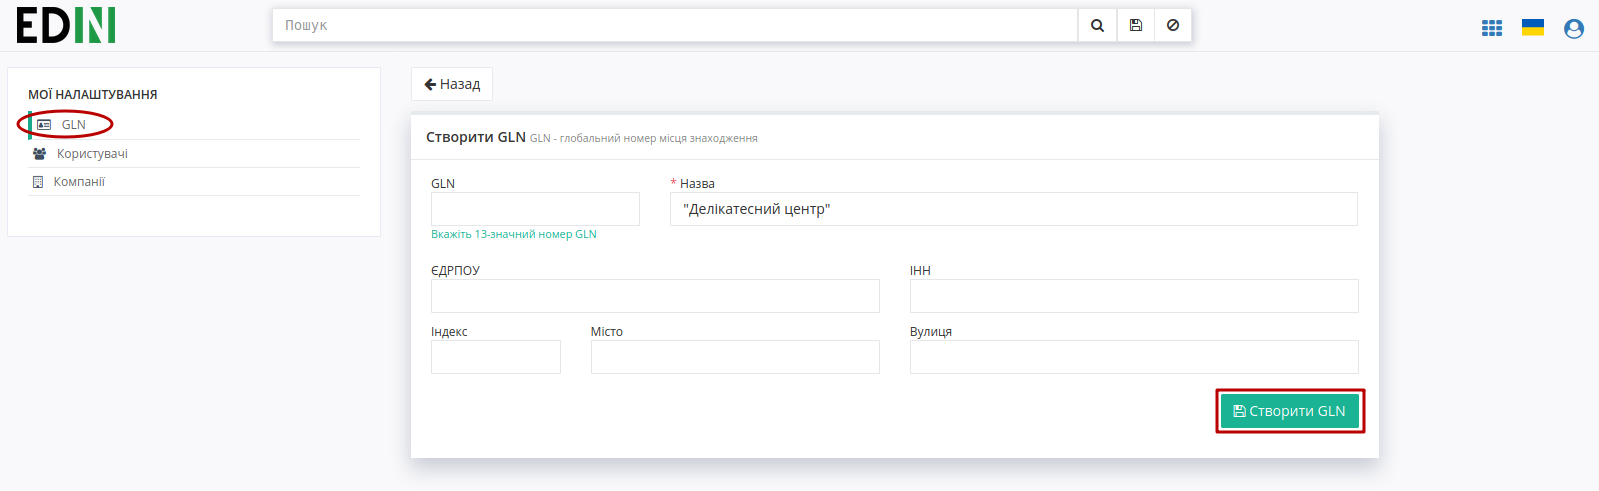 EDIN
Пошук
МОЇ НАЛАШТУВАННЯ
GLN
Користувачі
Компанії
Назад
Створити GLN GLN - глобальний номер місця знаходження
GLN
* Назва
"Делікатесний центр"
Вкажіть 13-значний номер GLN
ЄДРПОУ
ІНН
Індекс
Місто
Вулиця
Створити GLN